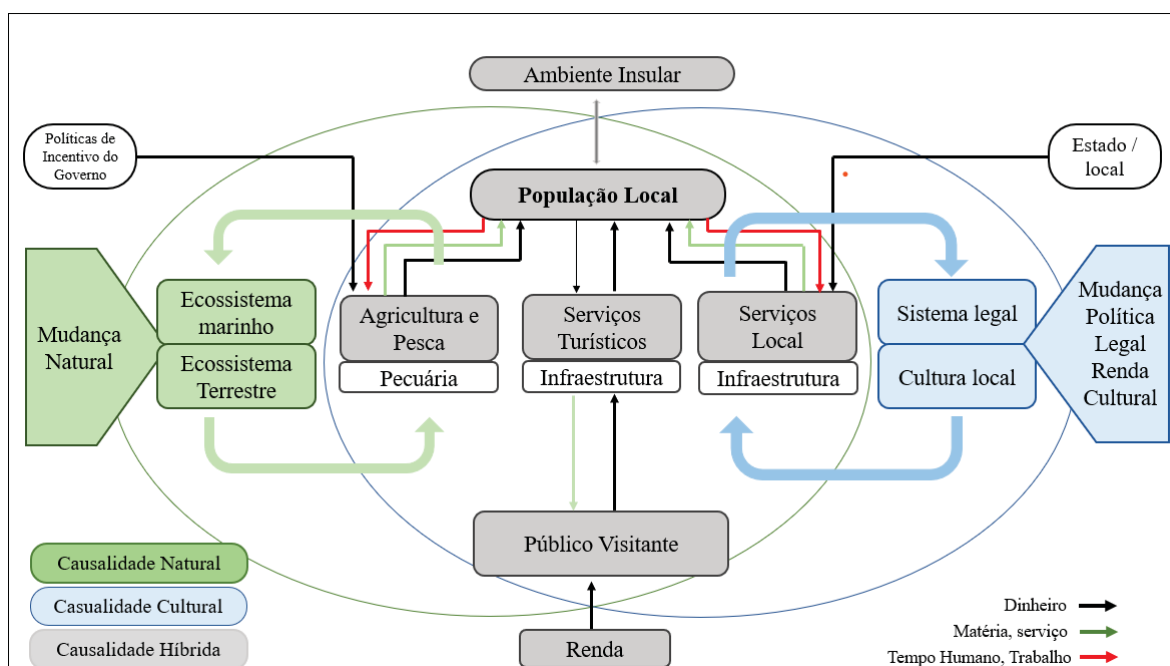 Ambiente Insular
Políticas de
Incentivo do
Governo
Estado /
local
População Local
Mudança
Natural
Ecossistema
marinho
Ecossistema
Terrestre
Agricultura e
Pesca
Pecuária
Serviços
Turísticos
Infraestrutura
Serviços
Local
Infraestrutura
Sistema legal
Cultura local
Mudança
Política
Legal
Renda
Cultural
Público Visitante
Renda
Causalidade Natural
Casualidade Cultural
Causalidade Híbrida
Dinheiro
Matéria, serviço
Tempo Humano, Trabalho